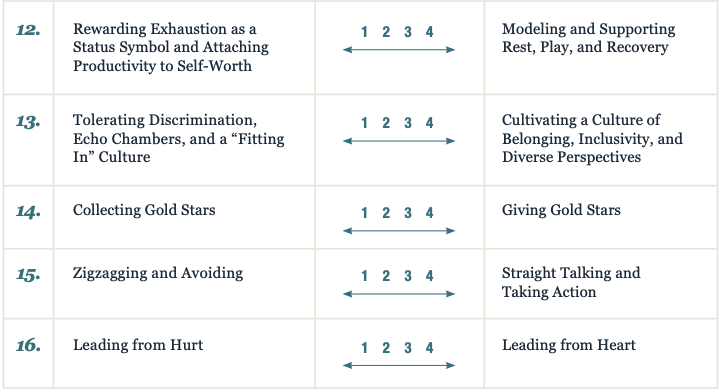 12.
Rewarding Exhaustion as a
Status Symbol and Attaching
Productivity to Self-Worth
1 2 3 4
Modeling and Supporting
Rest, Play, and Recovery
13.
Tolerating Discrimination,
Echo Chambers, and a “Fitting
In” Culture
1 2 3 4
Cultivating a Culture of
Belonging, Inclusivity, and
Diverse Perspectives
14.
Collecting Gold Stars
1 2 3 4
Giving Gold Stars
15.
Zigzagging and Avoiding
1 2 3 4
Straight Talking and
Taking Action
16.
Leading from Hurt
1 2 3 4
Leading from Heart